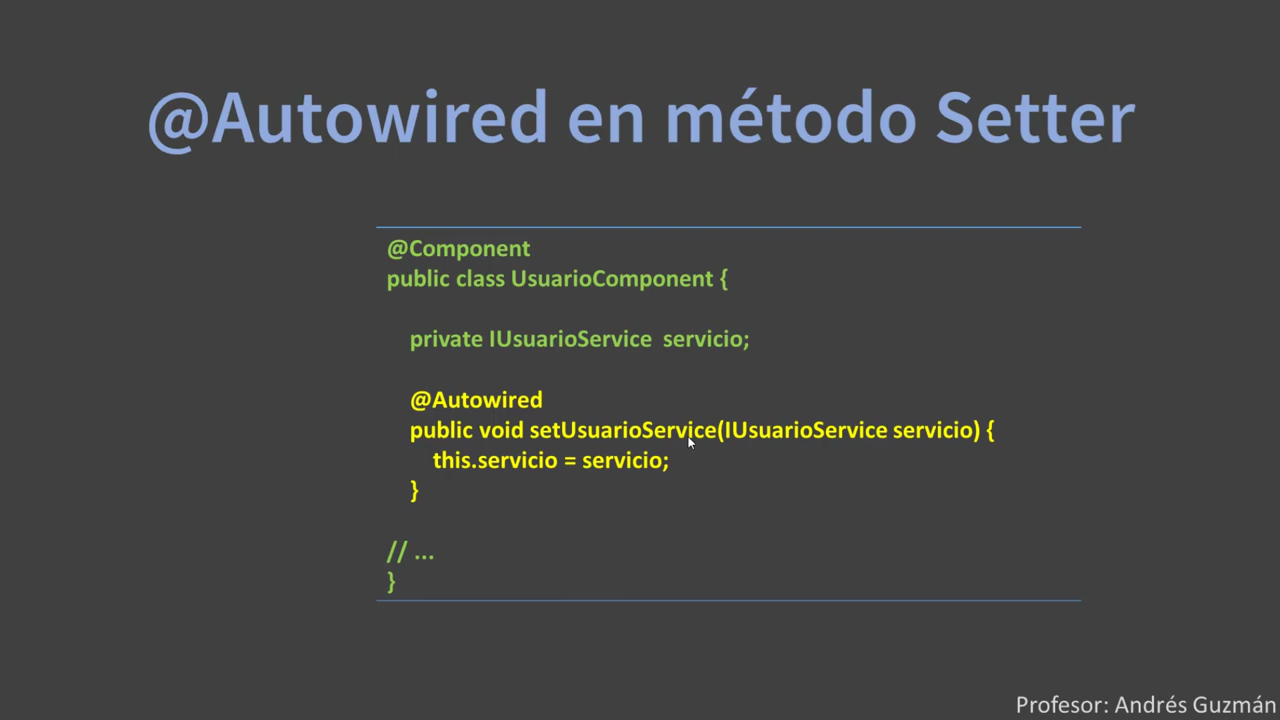 @Autowired en método Setter
@Component
public class UsuarioComponent {
private IUsuarioService servicio;
@Autowired
public void setUsuarioService(IUsuarioService servicio) {
this.servicio = servicio;
}
// ...
}
Profesor: Andrés Guzmán